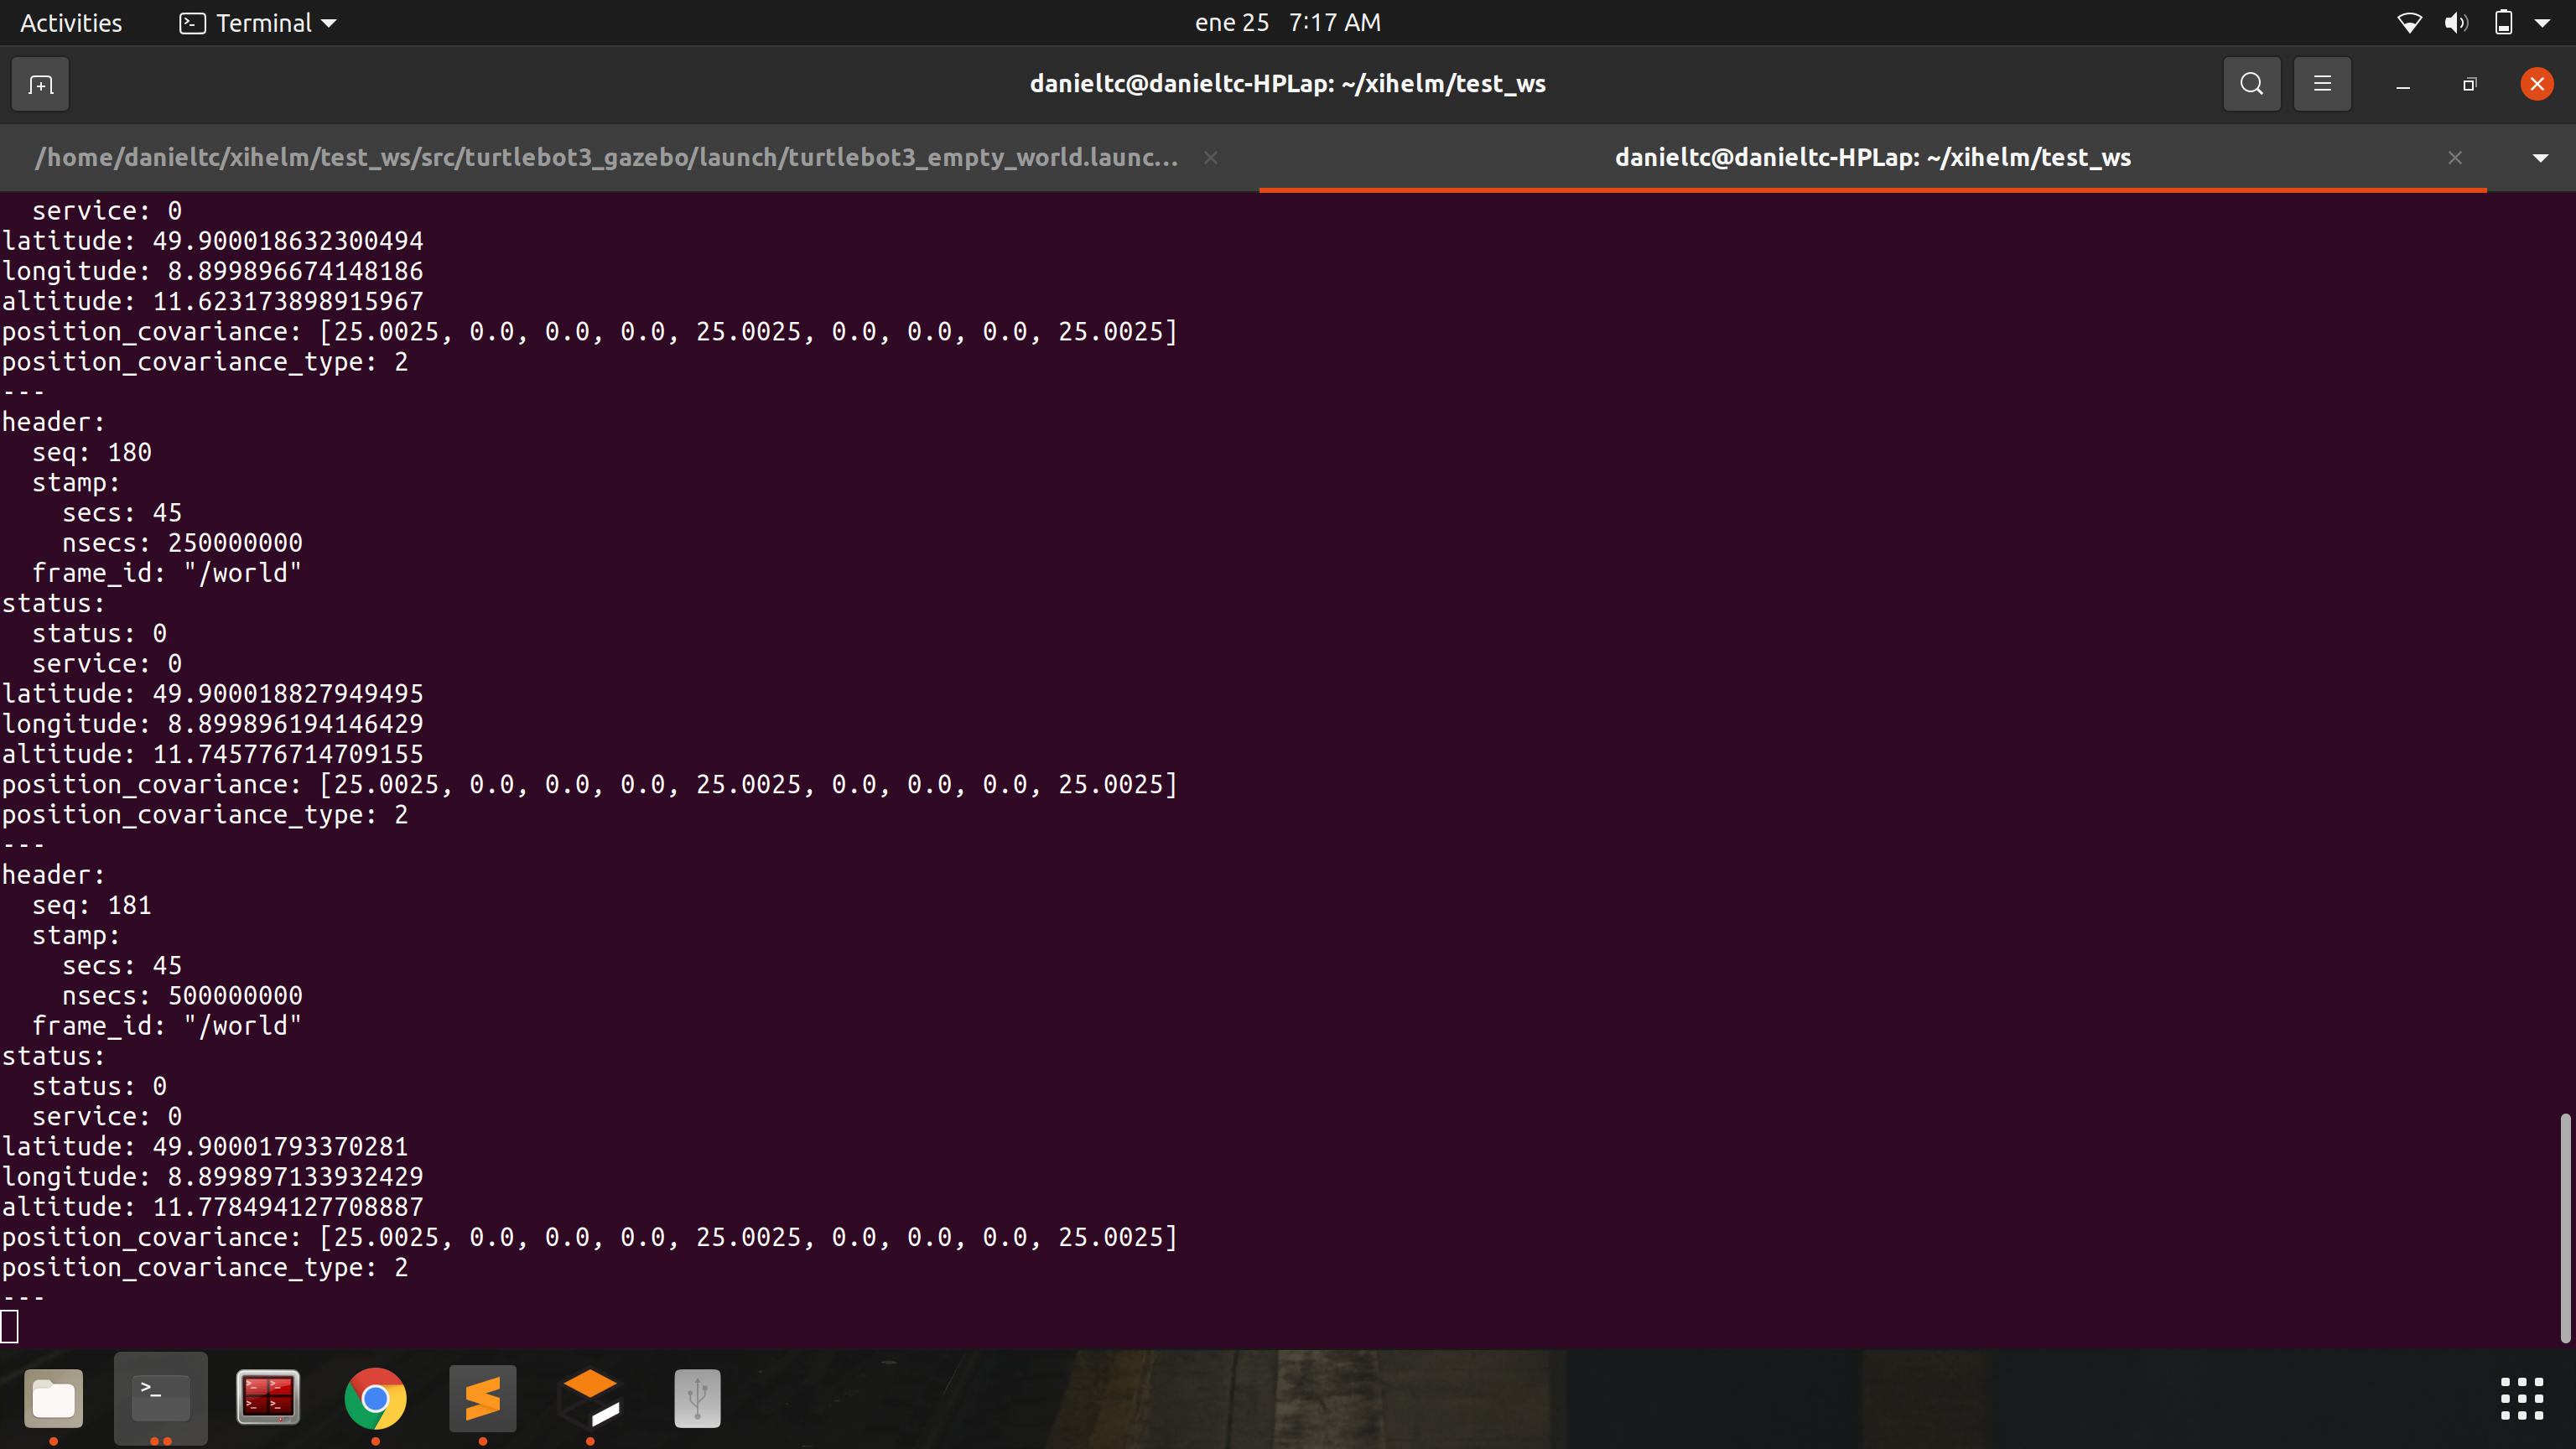 Activities
Terminal
ene 25 7:17 AM
danieltc@danieltc-HPLap: ~/xihelm/test_ws
/home/danieltc/xihelm/test_ws/src/turtlebot3_gazebo/launch/turtlebot3_empty_world.launc...
danieltc@danieltc-HPLap: ~/xihelm/test_ws
  service: 0
latitude: 49.900018632300494
longitude: 8.899896674148186
altitude: 11.623173898915967
position_covariance: [25.0025, 0.0, 0.0, 0.0, 25.0025, 0.0, 0.0, 0.0, 25.0025]
position_covariance_type: 2
---
header:
  seq: 180
  stamp:
    secs: 45
    nsecs: 250000000
  frame_id: "/world"
status:
  status: 0
  service: 0
latitude: 49.900018827949495
longitude: 8.899896194146429
altitude: 11.745776714709155
position_covariance: [25.0025, 0.0, 0.0, 0.0, 25.0025, 0.0, 0.0, 0.0, 25.0025]
position_covariance_type: 2
---
header:
  seq: 181
  stamp:
    secs: 45
    nsecs: 500000000
  frame_id: "/world"
status:
  status: 0
  service: 0
latitude: 49.90001793370281
longitude: 8.899897133932429
altitude: 11.778494127708887
position_covariance: [25.0025, 0.0, 0.0, 0.0, 25.0025, 0.0, 0.0, 0.0, 25.0025]
position_covariance_type: 2
---